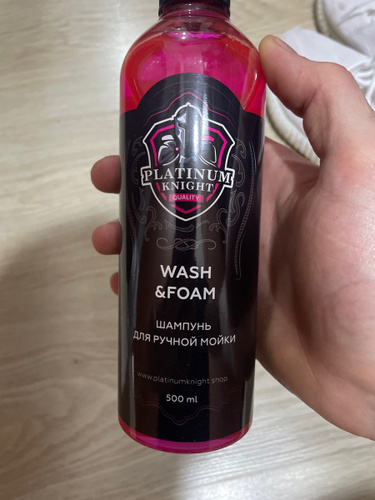 PLATINUM
KNIGHT
QUALITY
WASH
&FOAM
ШАМПУНЬ
ДЛЯ РУЧНОЙ МОЙКИ
www.platinumknight.shop
500 ml